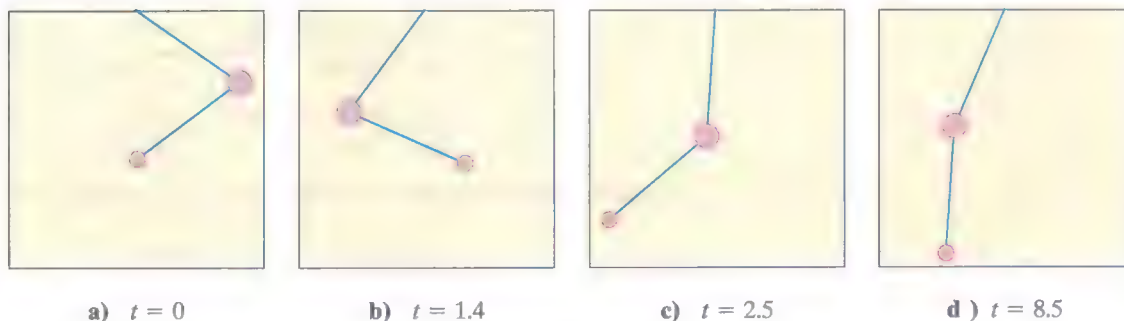 a) t = 0
b) t = 1.4
c) t = 2.5
d ) t = 8.5